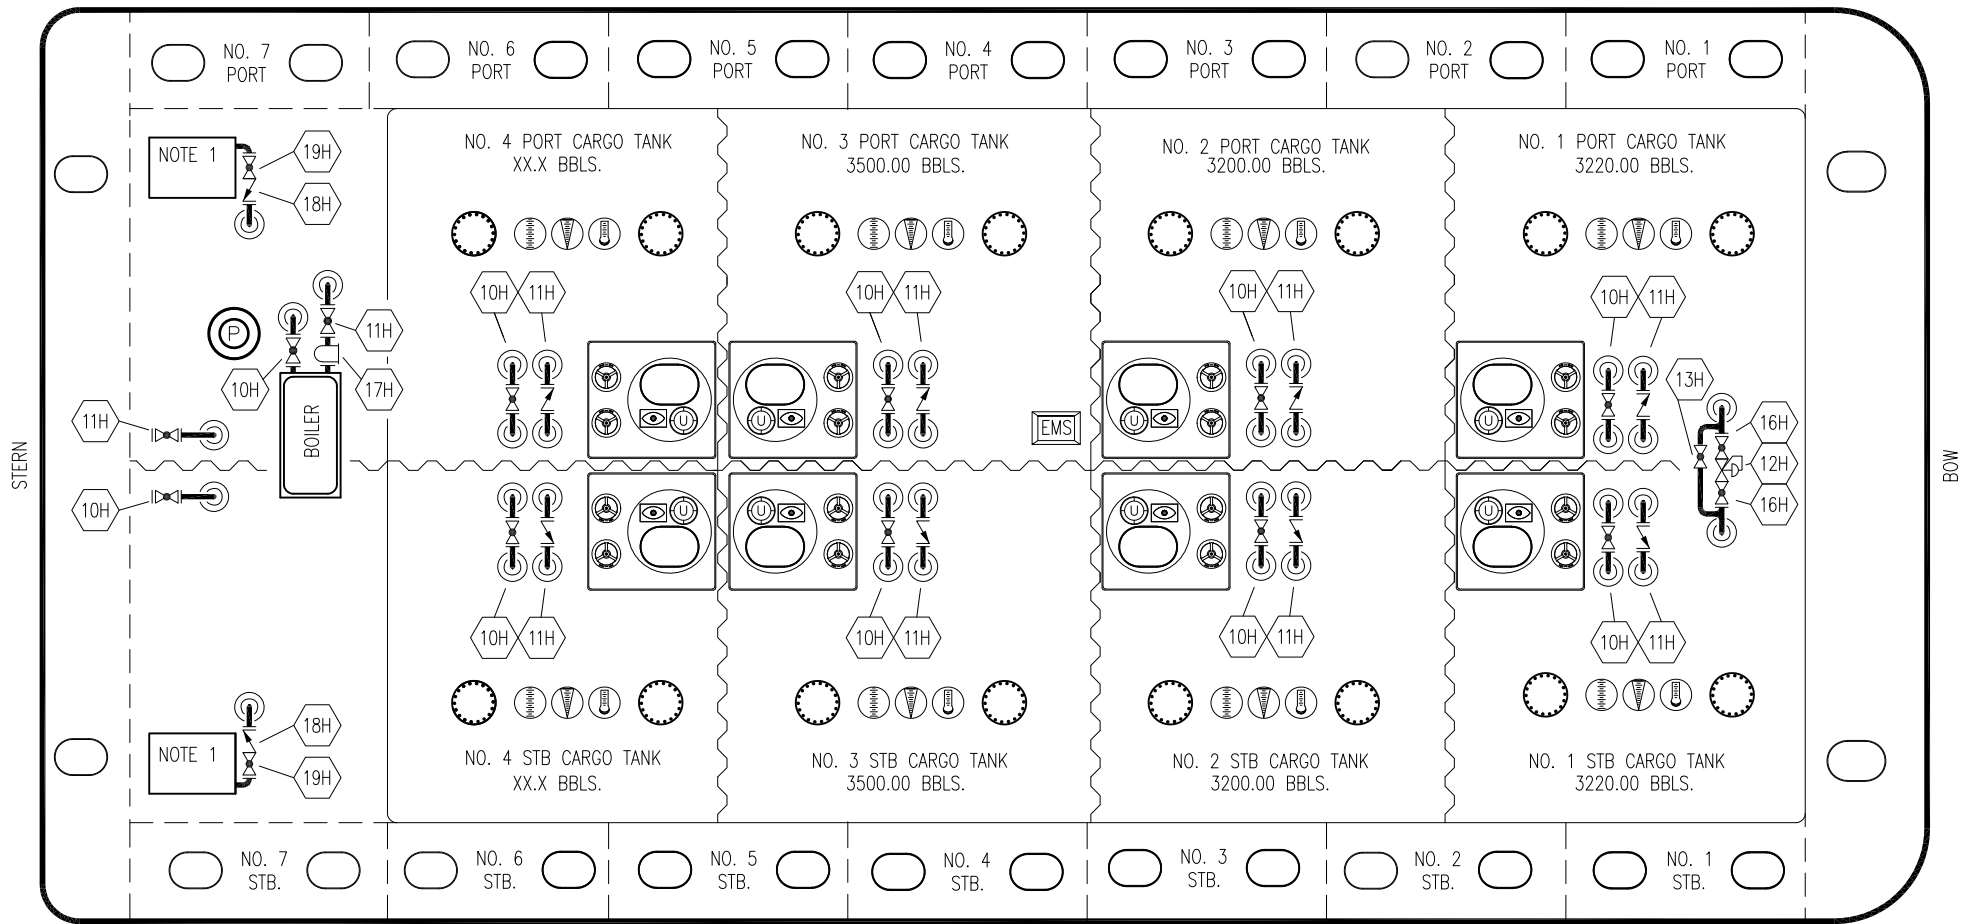 NO. 7
PORT
NO. 6
PORT
NO. 5
PORT
NO. 4
PORT
NO. 3
PORT
NO. 2
PORT
NO. 1
PORT
NOTE 1
19H
18H
NO. 4 PORT CARGO TANK
XX.X BBLS.
NO. 3 PORT CARGO TANK
3500.00 BBLS.
NO. 2 PORT CARGO TANK
3200.00 BBLS.
NO. 1 PORT CARGO TANK
3220.00 BBLS.
10H
11H
10H
11H
10H
11H
10H
11H
P
11H
10H
17H
BOILER
11H
10H
STERN
U
U
EMS
U
U
13H
16H
12H
16H
BOW
U
U
U
U
10H
11H
10H
11H
10H
11H
10H
11H
NOTE 1
18H
19H
NO. 4 STB CARGO TANK
XX.X BBLS.
NO. 3 STB CARGO TANK
3500.00 BBLS.
NO. 2 STB CARGO TANK
3200.00 BBLS.
NO. 1 STB CARGO TANK
3220.00 BBLS.
NO. 7
STB.
NO. 6
STB.
NO. 5
STB.
NO. 4
STB.
NO. 3
STB.
NO. 2
STB.
NO. 1
STB.